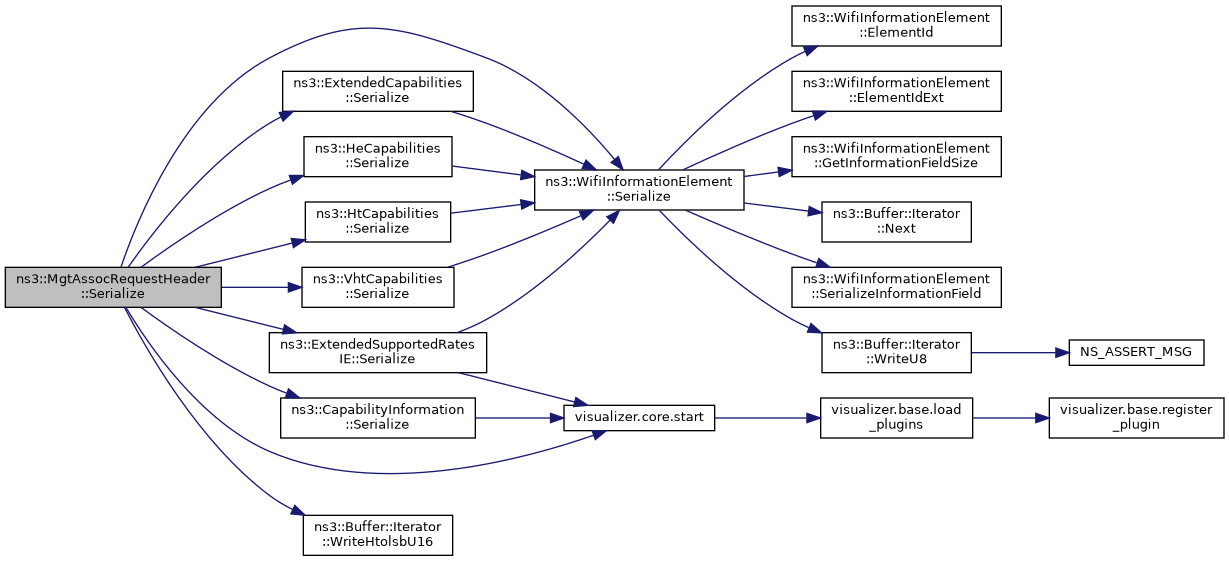 ns3::MgtAssocRequestHeader
::Serialize
ns3::ExtendedCapabilities
::Serialize
ns3::HeCapabilities
::Serialize
ns3::HtCapabilities
::Serialize
ns3::VhtCapabilities
::Serialize
ns3::ExtendedSupportedRates
IE::Serialize
ns3::CapabilityInformation
::Serialize
ns3::Buffer::Iterator
::WriteHtolsbU16
ns3::WifiInformationElement
::Serialize
visualizer.core.start
ns3::WifiInformationElement
::ElementId
ns3::WifiInformationElement
::ElementIdExt
ns3::WifiInformationElement
::GetInformationFieldSize
ns3::Buffer::Iterator
::Next
ns3::WifiInformationElement
::SerializeInformationField
ns3::Buffer::Iterator
::WriteU8
visualizer.base.load
_plugins
NS_ASSERT_MSG
visualizer.base.register
_plugin